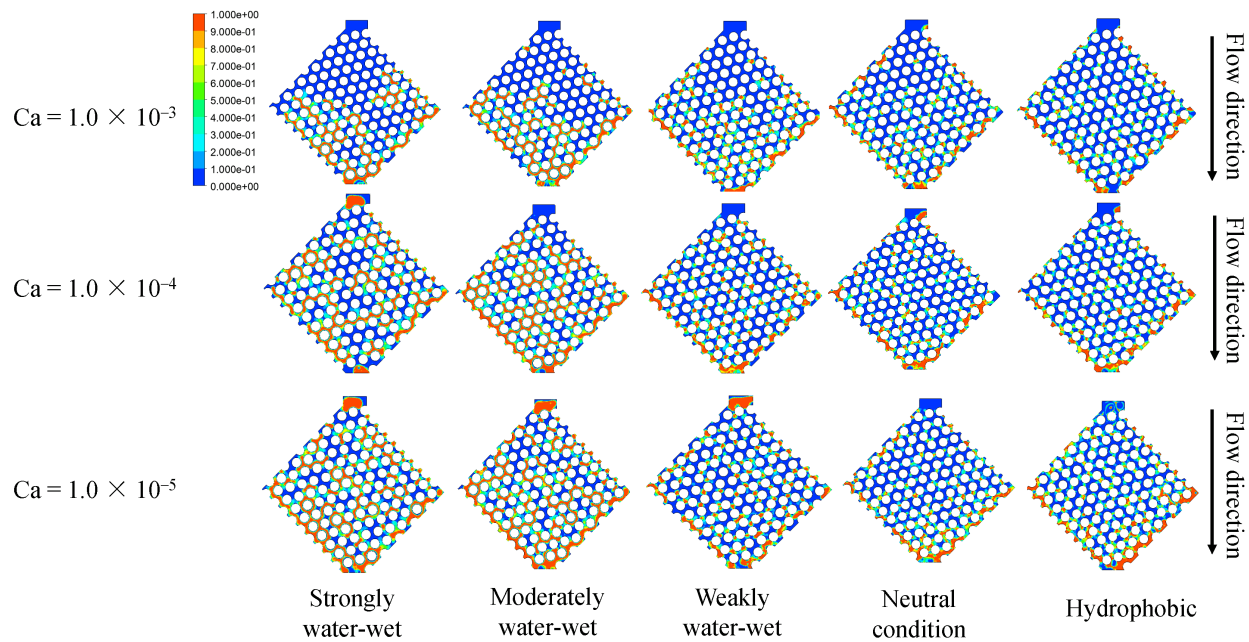 1.000e+00
9.000e-01
8.000e-01
7.000e-01
6.000e-01
5.000e-01
4.000e-01
3.000e-01
2.000e-01
1.000e-01
0.000e+00
Ca = 1.0 × 10⁻³
Flow direction
Ca = 1.0 × 10⁻⁴
Flow direction
Ca = 1.0 × 10⁻⁵
Flow direction
Strongly
water-wet
Moderately
water-wet
Weakly
water-wet
Neutral
condition
Hydrophobic